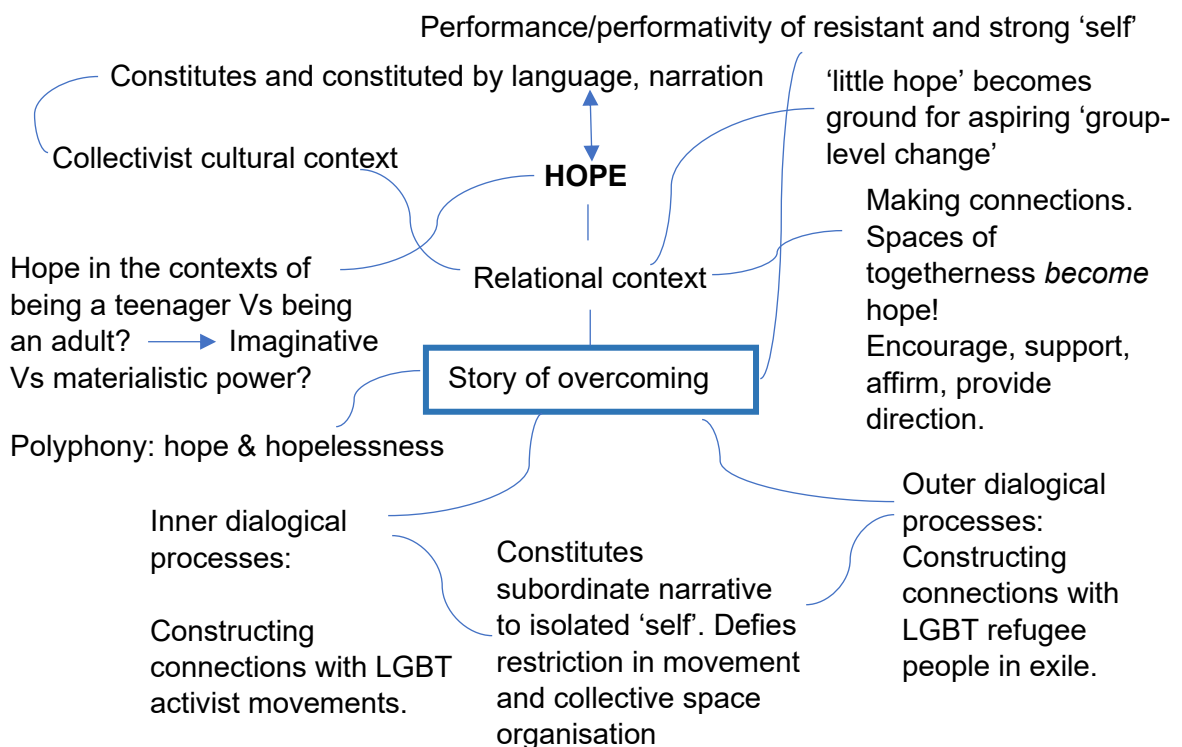 Performance/performativity of resistant and strong ‘self’
Constitutes and constituted by language, narration
‘little hope’ becomes
ground for aspiring ‘group-
level change’
Collectivist cultural context
HOPE
Making connections.
Spaces of
togetherness become
hope!
Encourage, support,
affirm, provide
direction.
Hope in the contexts of
being a teenager Vs being
an adult? Imaginative
Vs materialistic power?
Relational context
Story of overcoming
Polyphony: hope & hopelessness
Inner dialogical
processes:
Constructing
connections with LGBT
activist movements.
Constitutes
subordinate narrative
to isolated ‘self’. Defies
restriction in movement
and collective space
organisation
Outer dialogical
processes:
Constructing
connections with
LGBT refugee
people in exile.